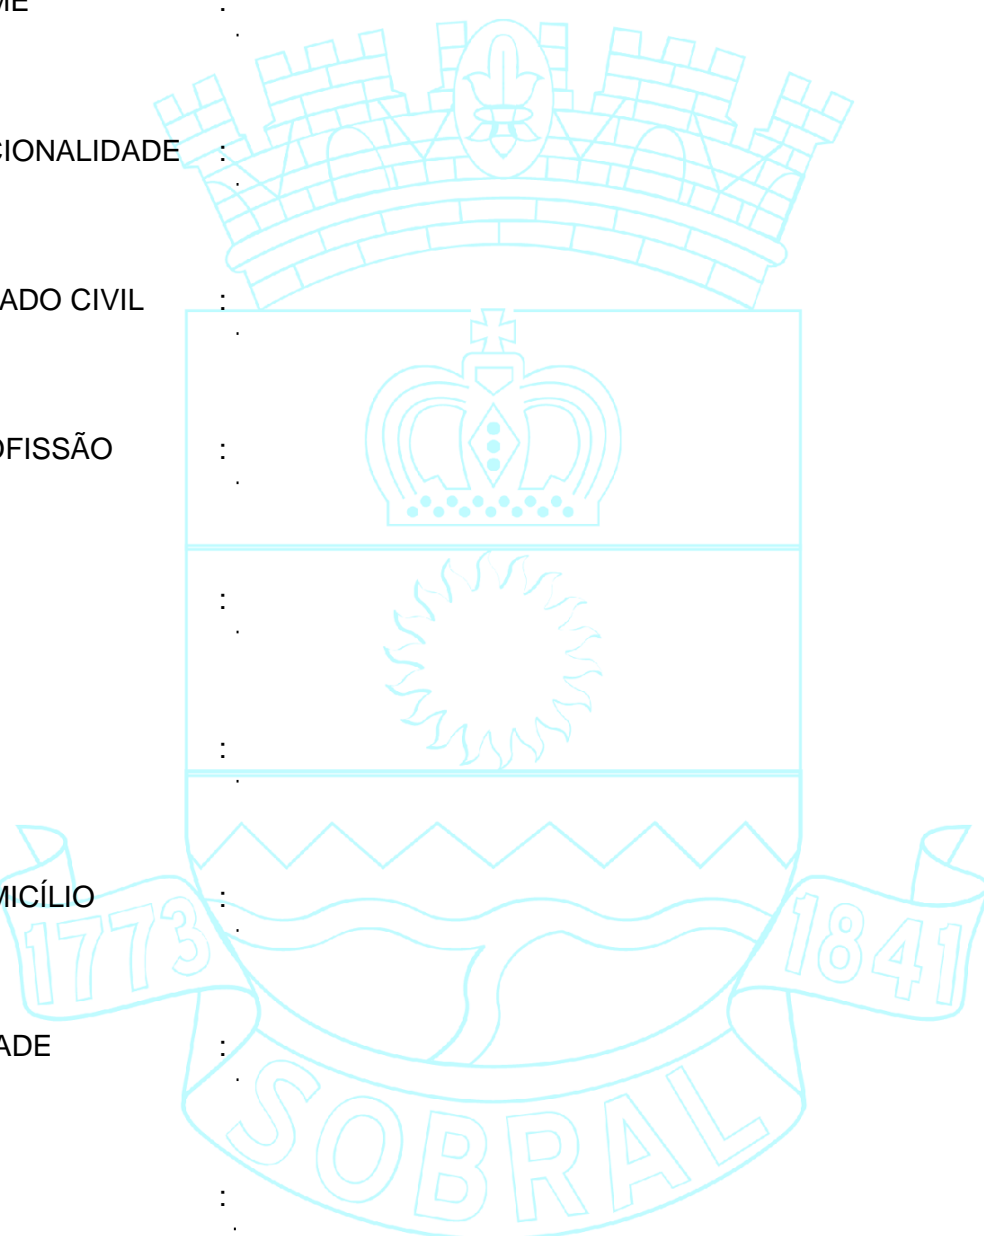 ME :
.
CIONALIDADE :
.
ADO CIVIL :
.
OFISSÃO :
.
:
.
:
.
MICÍLIO :
.
ADE :
.
:
.
1773
1841
SOBRAL